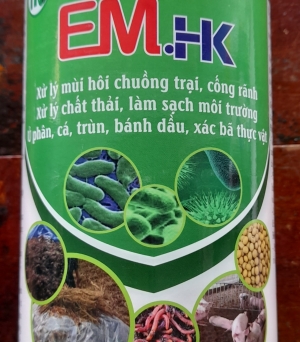 EM.HK
Xử lý mùi hôi chuồng trại, cống rãnh
Xử lý chất thải, làm sạch môi trường
phân, cá, trùn, bánh dầu, xác bã thực vật